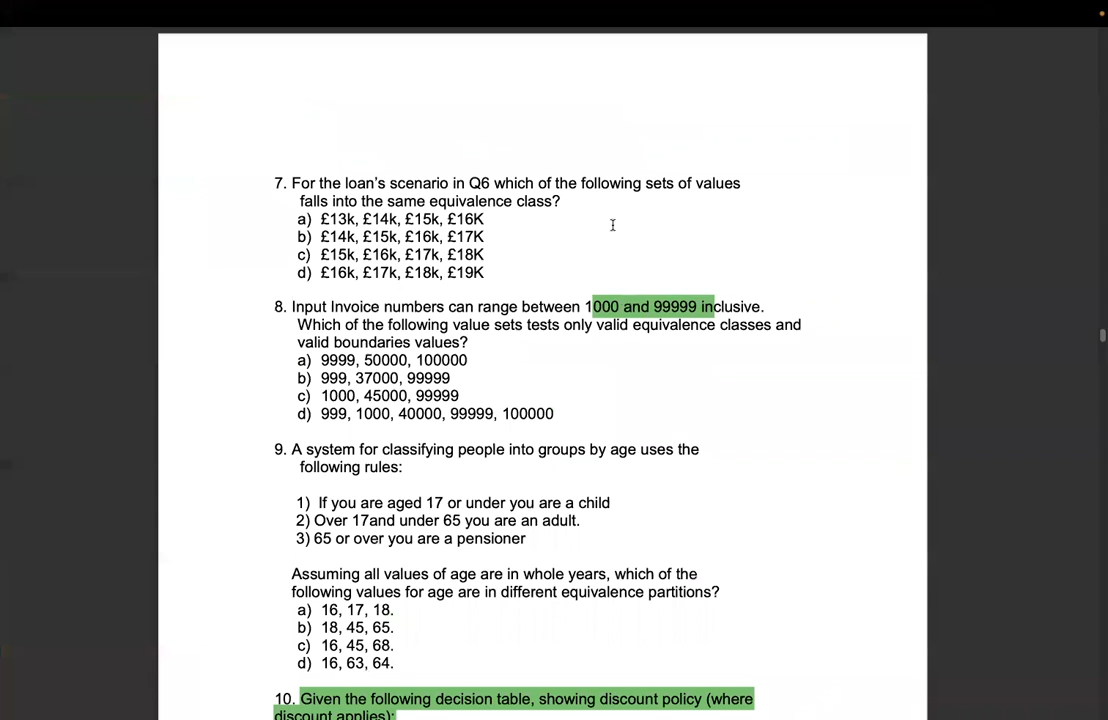 7. For the loan's scenario in Q6 which of the following sets of values
falls into the same equivalence class?
a) £13k, £14k, £15k, £16K
b) £14k, £15k, £16k, £17K
c) £15k, £16k, £17k, £18K
d) £16k, £17k, £18k, £19K
8. Input Invoice numbers can range between 1000 and 99999 inclusive.
Which of the following value sets tests only valid equivalence classes and
valid boundaries values?
a) 9999, 50000, 100000
b) 999, 37000, 99999
c) 1000, 45000, 99999
d) 999, 1000, 40000, 99999, 100000
9. A system for classifying people into groups by age uses the
following rules:
1) If you are aged 17 or under you are a child
2) Over 17and under 65 you are an adult.
3) 65 or over you are a pensioner
Assuming all values of age are in whole years, which of the
following values for age are in different equivalence partitions?
a) 16, 17, 18.
b) 18, 45, 65.
c) 16, 45, 68.
d) 16, 63, 64.
10. Given the following decision table, showing discount policy (where
discount applies):